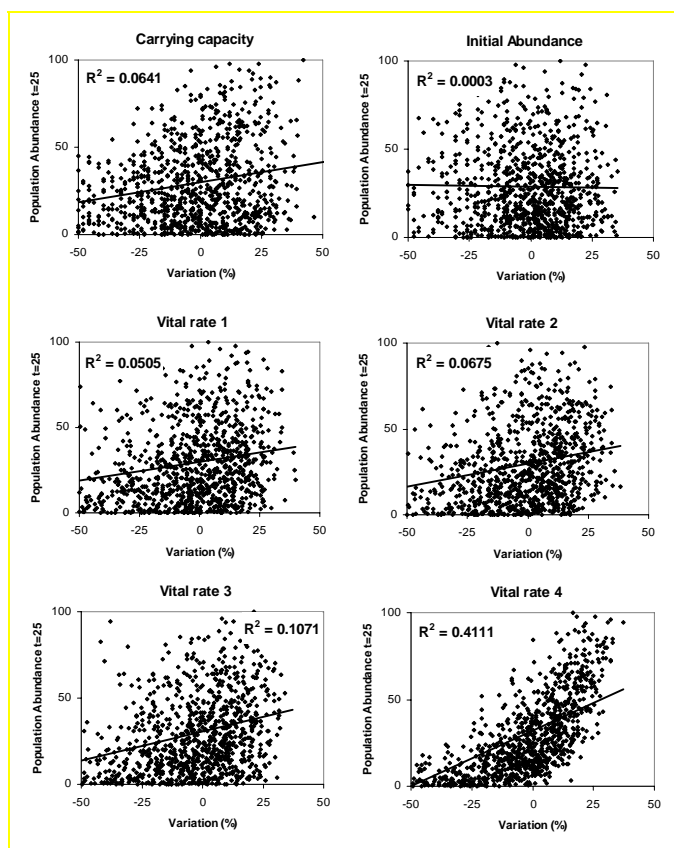 Carrying capacity
R² = 0.0641
Population Abundance t=25
100
50
0
-50 -25 0 25 50
Variation (%)
Initial Abundance
R² = 0.0003
Population Abundance t=25
100
50
0
-50 -25 0 25 50
Variation (%)
Vital rate 1
R² = 0.0505
Population Abundance t=25
100
50
0
-50 -25 0 25 50
Variation (%)
Vital rate 2
R² = 0.0675
Population Abundance t=25
100
50
0
-50 -25 0 25 50
Variation (%)
Vital rate 3
R² = 0.1071
Population Abundance t=25
100
50
0
-50 -25 0 25 50
Variation (%)
Vital rate 4
R² = 0.4111
Population Abundance t=25
100
50
0
-50 -25 0 25 50
Variation (%)